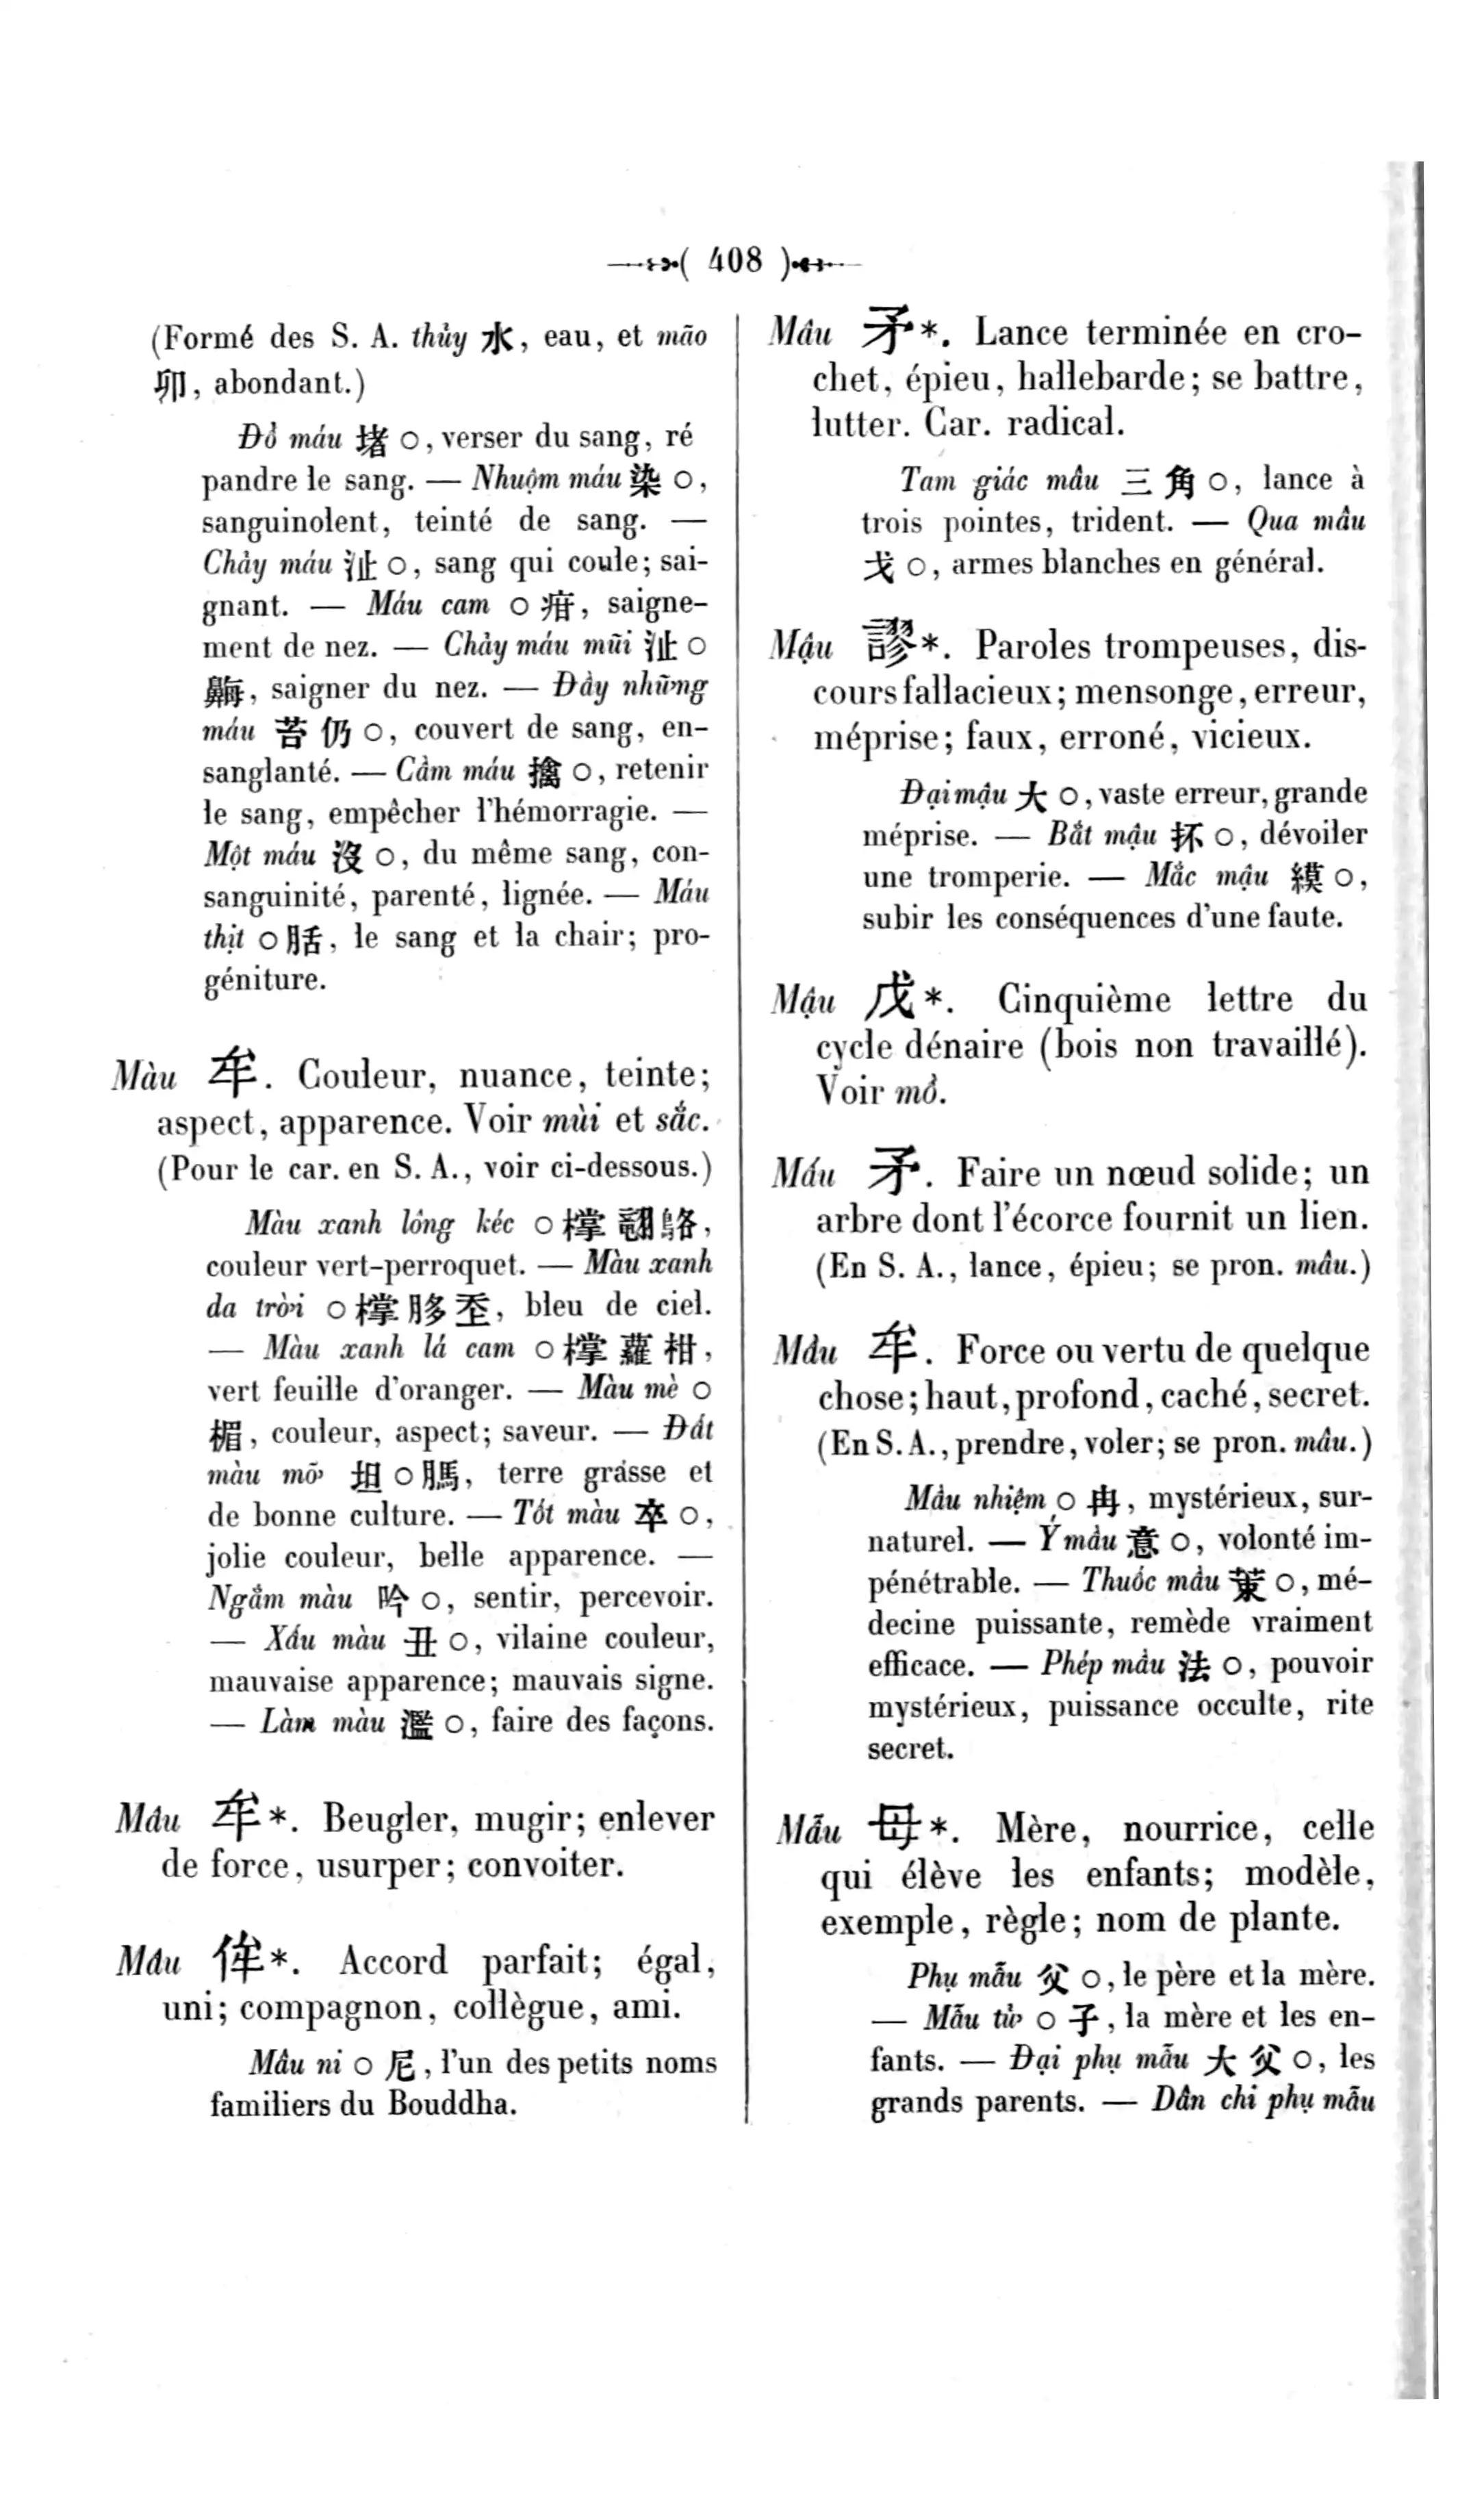 ( 408 )
(Formé des S. A. thủy 水, eau, et mão
卯, abondant.)
Đổ máu 堵 ○, verser du sang, ré
pandre le sang. — Nhuộm máu 染 ○,
sanguinolent, teinté de sang. —
Chảy máu 沚 ○, sang qui coule; sai-
gnant. — Máu cam ○ 疳, saigne-
ment de nez. — Chảy máu mũi 沚 ○
, saigner du nez. — Đầy những
máu 苔 仍 ○, couvert de sang, en-
sanglanté. — Cầm máu 擒 ○, retenir
le sang, empêcher l'hémorragie. —
Một máu 沒 ○, du même sang, con-
sanguinité, parenté, lignée. — Máu
thịt ○ , le sang et la chair; pro-
géniture.
Màu 牟. Couleur, nuance, teinte;
aspect, apparence. Voir mùi et sắc.
(Pour le car. en S. A., voir ci-dessous.)
Màu xanh lông kéc ○ 撑 ,
couleur vert-perroquet. — Màu xanh
da trời ○ 撑 , bleu de ciel.
— Màu xanh lá cam ○ 撑 蘿 柑,
vert feuille d'oranger. — Màu mè ○
楣, couleur, aspect; saveur. — Đất
màu mỡ 坦 ○ , terre grasse et
de bonne culture. — Tốt màu 卒 ○,
jolie couleur, belle apparence. —
Ngẩm màu 吟 ○, sentir, percevoir.
— Xấu màu 丑 ○, vilaine couleur,
mauvaise apparence; mauvais signe.
— Làm màu 濫 ○, faire des façons.
Mâu 牟*. Beugler, mugir; enlever
de force, usurper; convoiter.
Mâu 侔*. Accord parfait; égal,
uni; compagnon, collègue, ami.
Mâu ni ○ 尼, l'un des petits noms
familiers du Bouddha.
Mâu 矛*. Lance terminée en cro-
chet, épieu, hallebarde; se battre,
lutter. Car. radical.
Tam giác mâu 三 角 ○, lance à
trois pointes, trident. — Qua mâu
戈 ○, armes blanches en général.
Mậu 謬*. Paroles trompeuses, dis-
cours fallacieux; mensonge, erreur,
méprise; faux, erroné, vicieux.
Đại mậu 大 ○, vaste erreur, grande
méprise. — Bắt mậu 抔 ○, dévoiler
une tromperie. — Mắc mậu ○,
subir les conséquences d'une faute.
Mậu 戊*. Cinquième lettre du
cycle dénaire (bois non travaillé).
Voir mồ.
Mấu 矛. Faire un nœud solide; un
arbre dont l'écorce fournit un lien.
(En S. A., lance, épieu; se pron. mâu.)
Mầu 牟. Force ou vertu de quelque
chose; haut, profond, caché, secret.
(En S. A., prendre, voler; se pron. mâu.)
Mầu nhiệm ○ 冉, mystérieux, sur-
naturel. — Ý mầu 意 ○, volonté im-
pénétrable. — Thuốc mầu ○, mé-
decine puissante, remède vraiment
efficace. — Phép mầu 法 ○, pouvoir
mystérieux, puissance occulte, rite
secret.
Mẫu 母*. Mère, nourrice, celle
qui élève les enfants; modèle,
exemple, règle; nom de plante.
Phụ mẫu 父 ○, le père et la mère.
— Mẫu tử ○ 子, la mère et les en-
fants. — Đại phụ mẫu 大 父 ○, les
grands parents. — Dân chi phụ mẫu